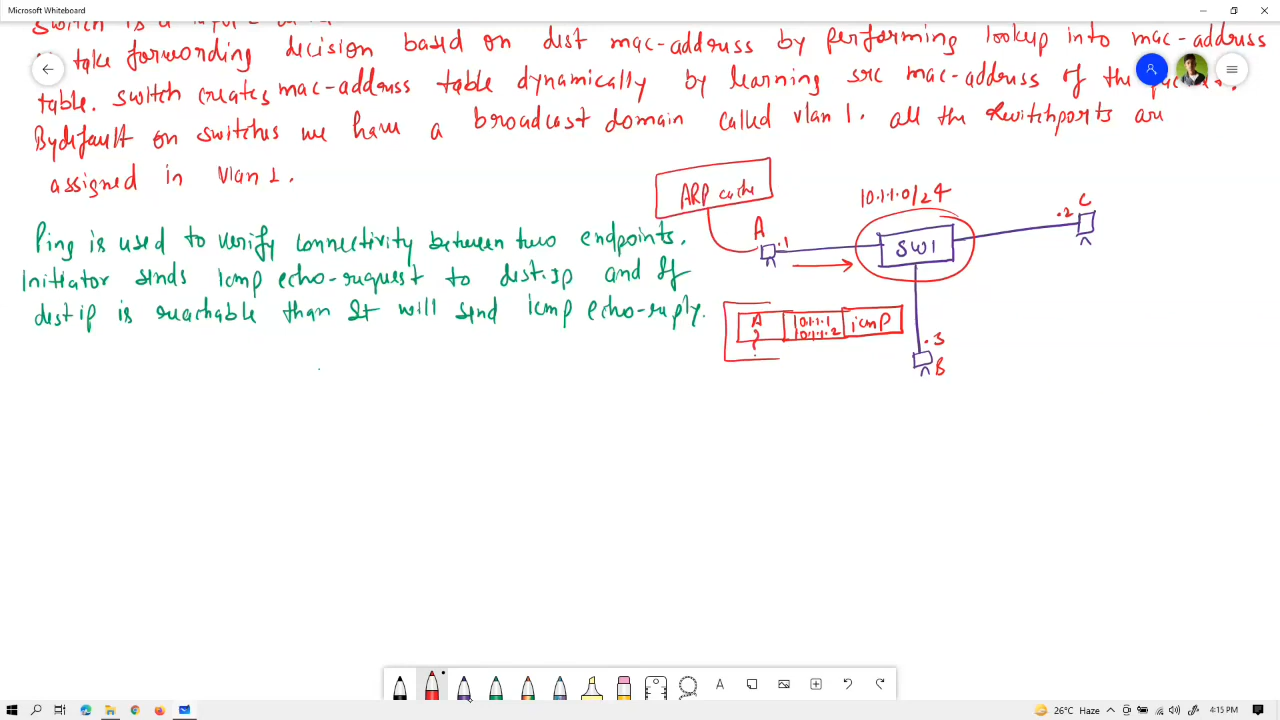 Microsoft Whiteboard
Switch is a
take forwarding decision based on dist mac-address by performing lookup into mac-address
table. switch creates mac-address table dynamically by learning src mac-address of the
Bydefault on switches we have a broadcast domain called vlan 1. all the switchports are
assigned in vlan 1.
Ping is used to verify connectivity between two endpoints.
initiator sends icmp echo-request to dest.ip and if
dest ip is reachable than it will send icmp echo-reply.
ARP cache
10.1.1.0/24
A
.1
SW1
.2
C
A
10.1.1.1
icmp
?
10.1.1.2
?
.3
B
A
26°C Haze
4:15 PM